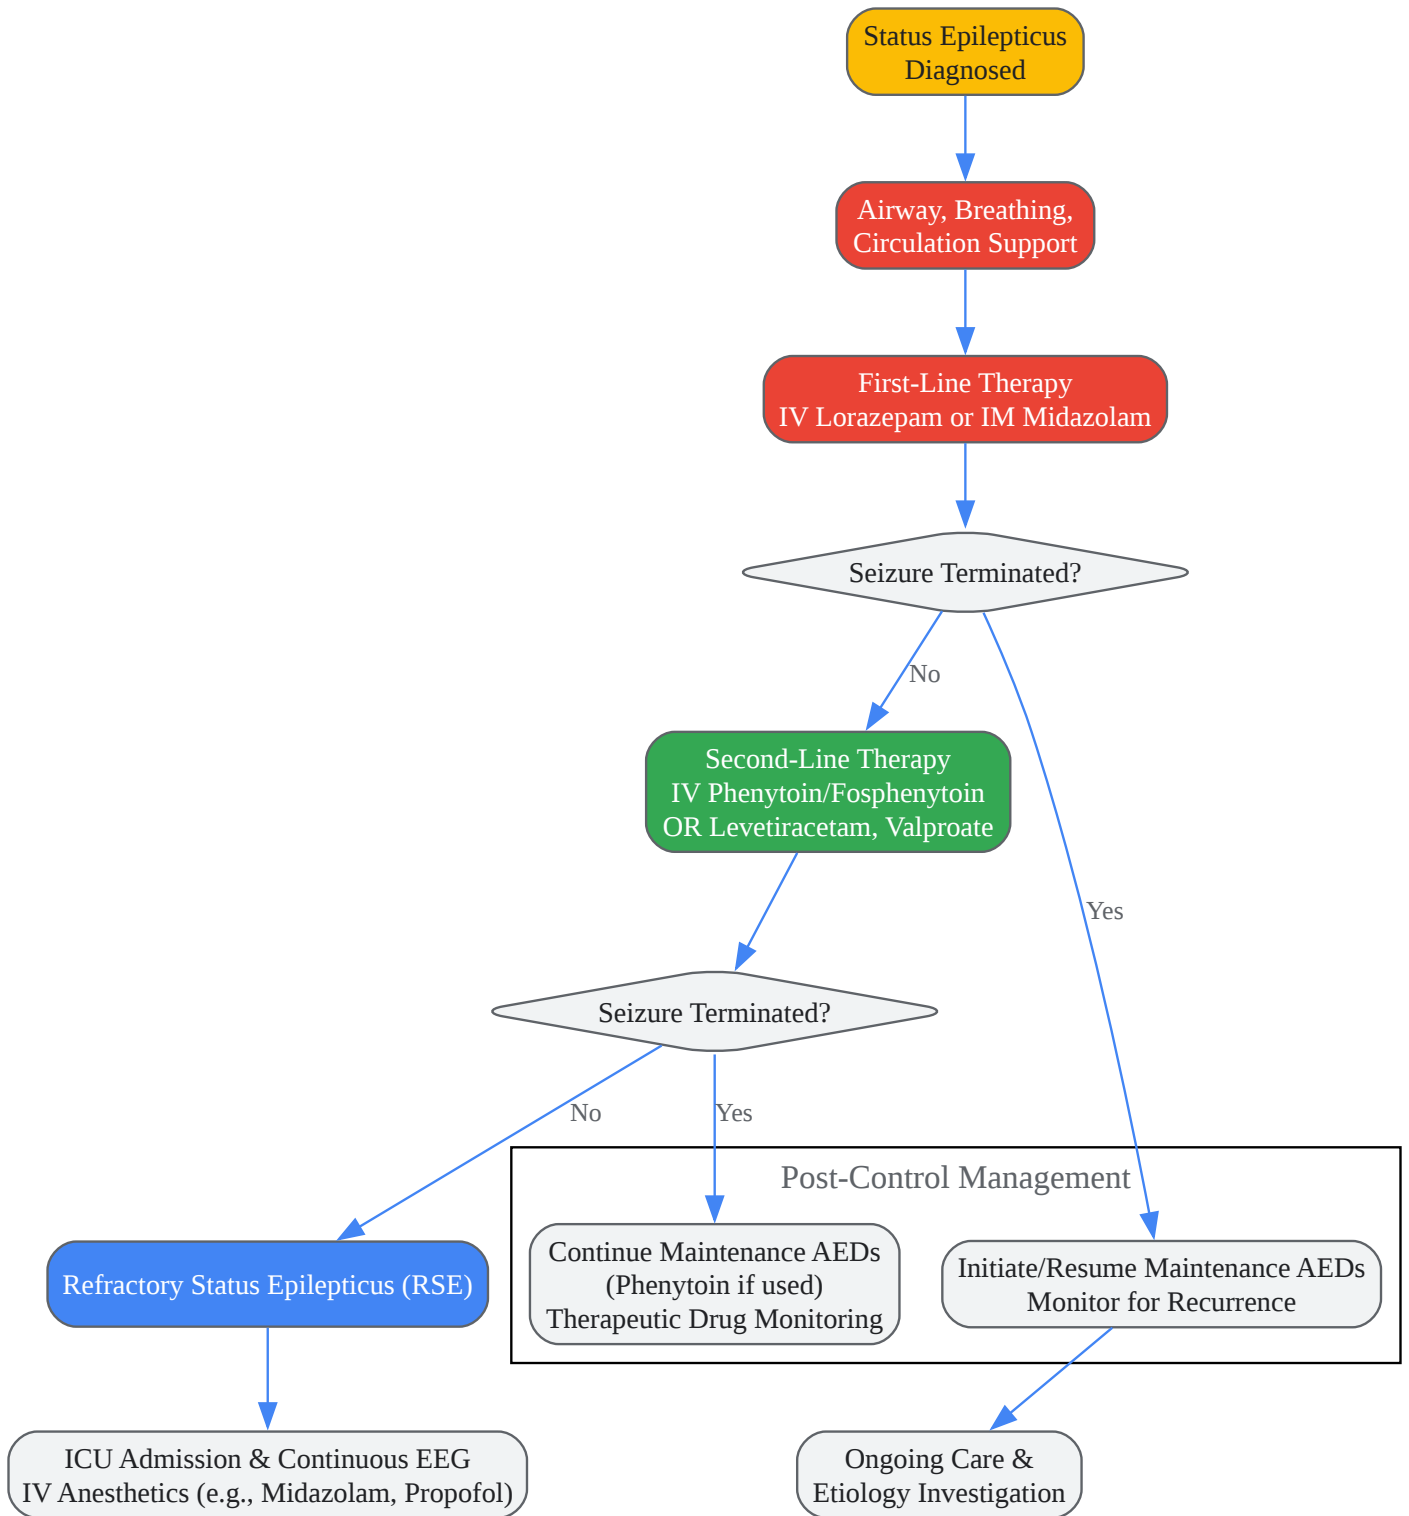 Status Epilepticus
Diagnosed
Airway, Breathing,
Circulation Support
First-Line Therapy
IV Lorazepam or IM Midazolam
Seizure Terminated?
No
Second-Line Therapy
IV Phenytoin/Fosphenytoin
OR Levetiracetam, Valproate
Yes
Seizure Terminated?
No
Yes
Post-Control Management
Continue Maintenance AEDs
(Phenytoin if used)
Therapeutic Drug Monitoring
Initiate/Resume Maintenance AEDs
Monitor for Recurrence
Refractory Status Epilepticus (RSE)
ICU Admission & Continuous EEG
IV Anesthetics (e.g., Midazolam, Propofol)
Ongoing Care &
Etiology Investigation